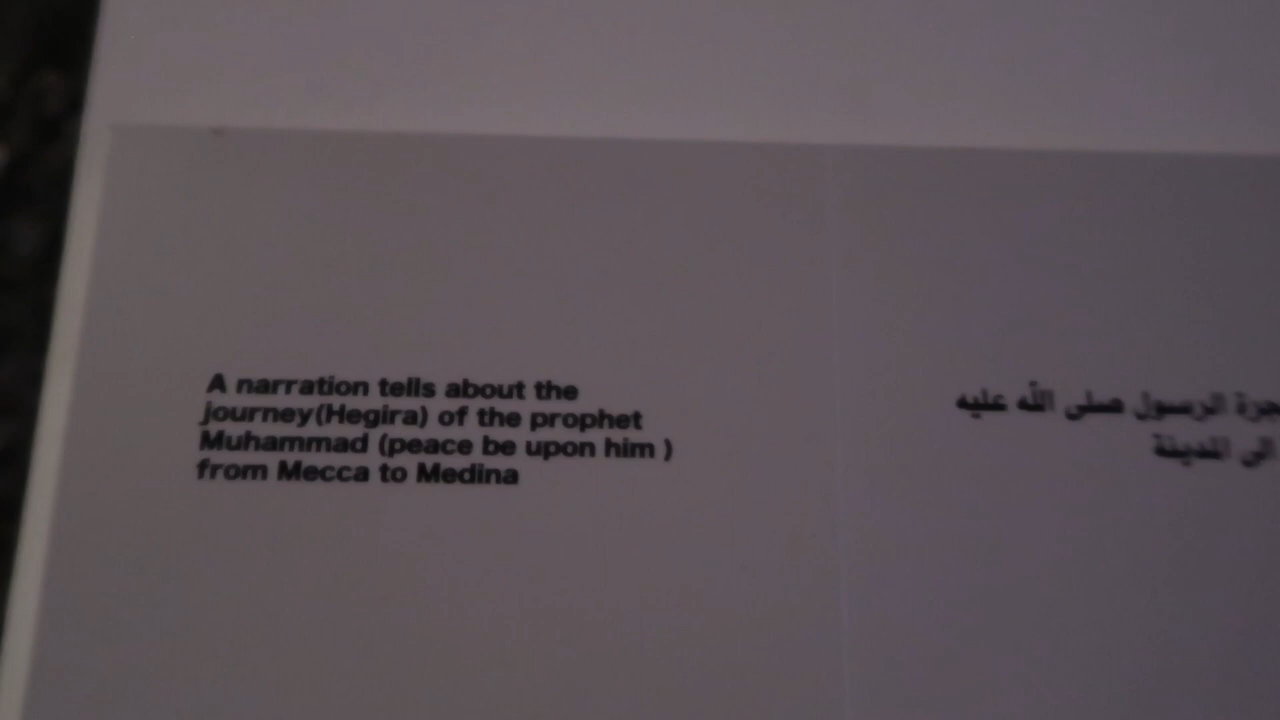 A narration tells about the
journey(Hegira) of the prophet
Muhammad (peace be upon him )
from Mecca to Medina
الرسول صلى الله عليه
الى المدينة